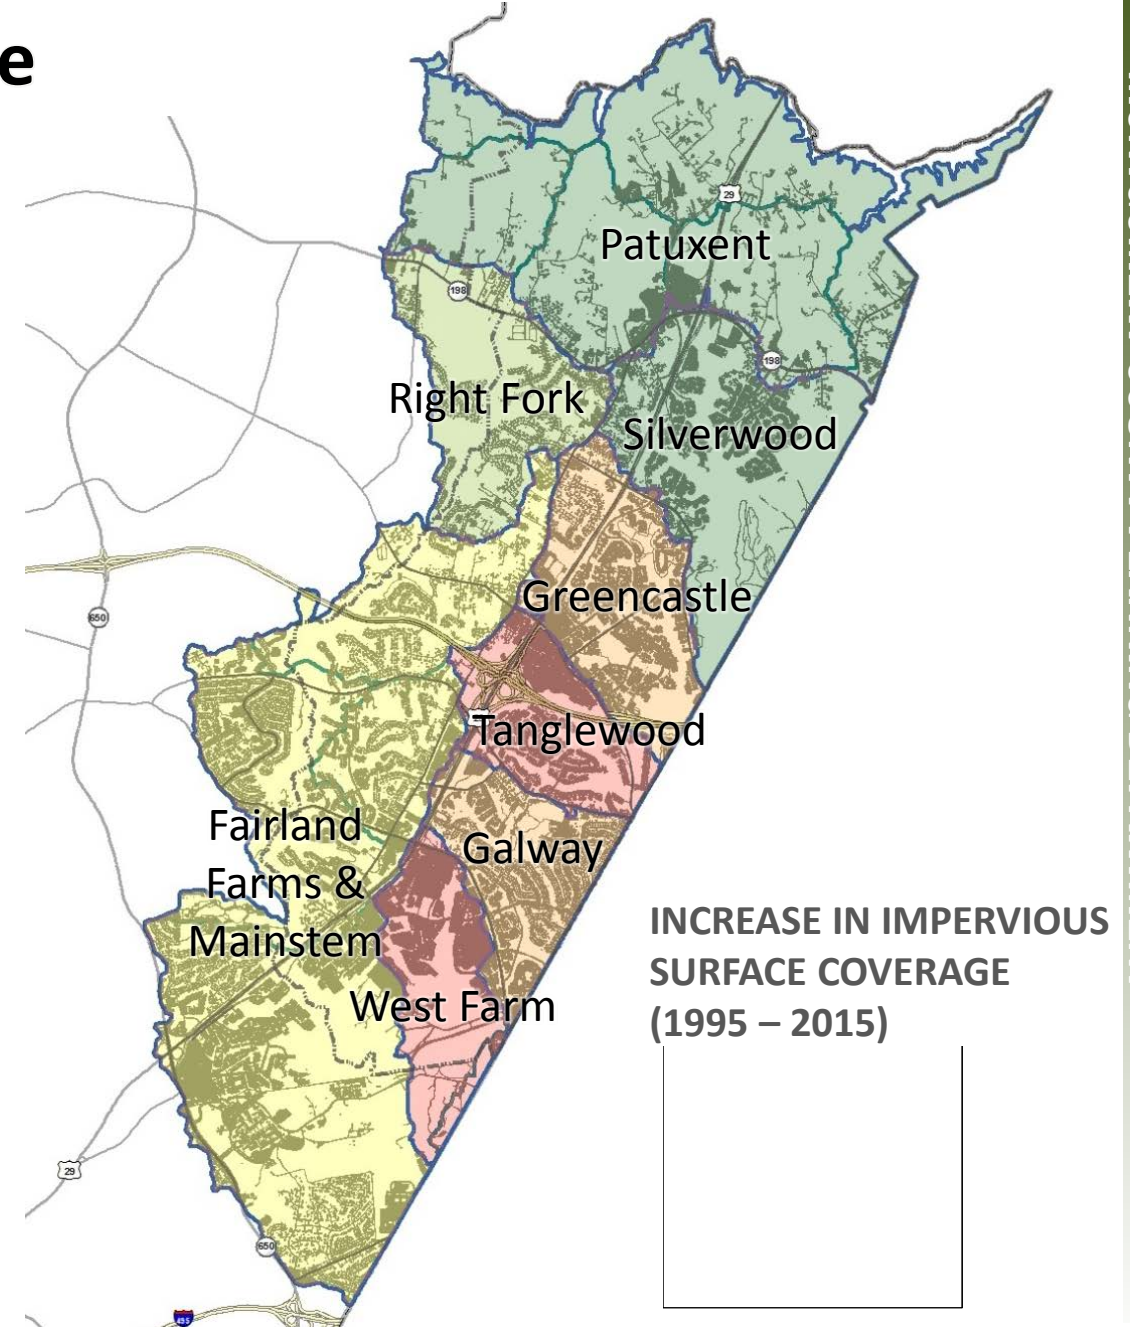 e
29
Patuxent
198
198
Right Fork
Silverwood
Greencastle
650
Tanglewood
Fairland
Farms &
Mainstem
Galway
West Farm
INCREASE IN IMPERVIOUS
SURFACE COVERAGE
(1995 – 2015)
29
650
495